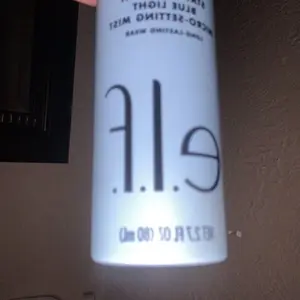 BLUE LIGHT
MICRO-SETTING MIST
LONG-LASTING WEAR
e.l.f.
NET 2.7 FL OZ (80 mL)